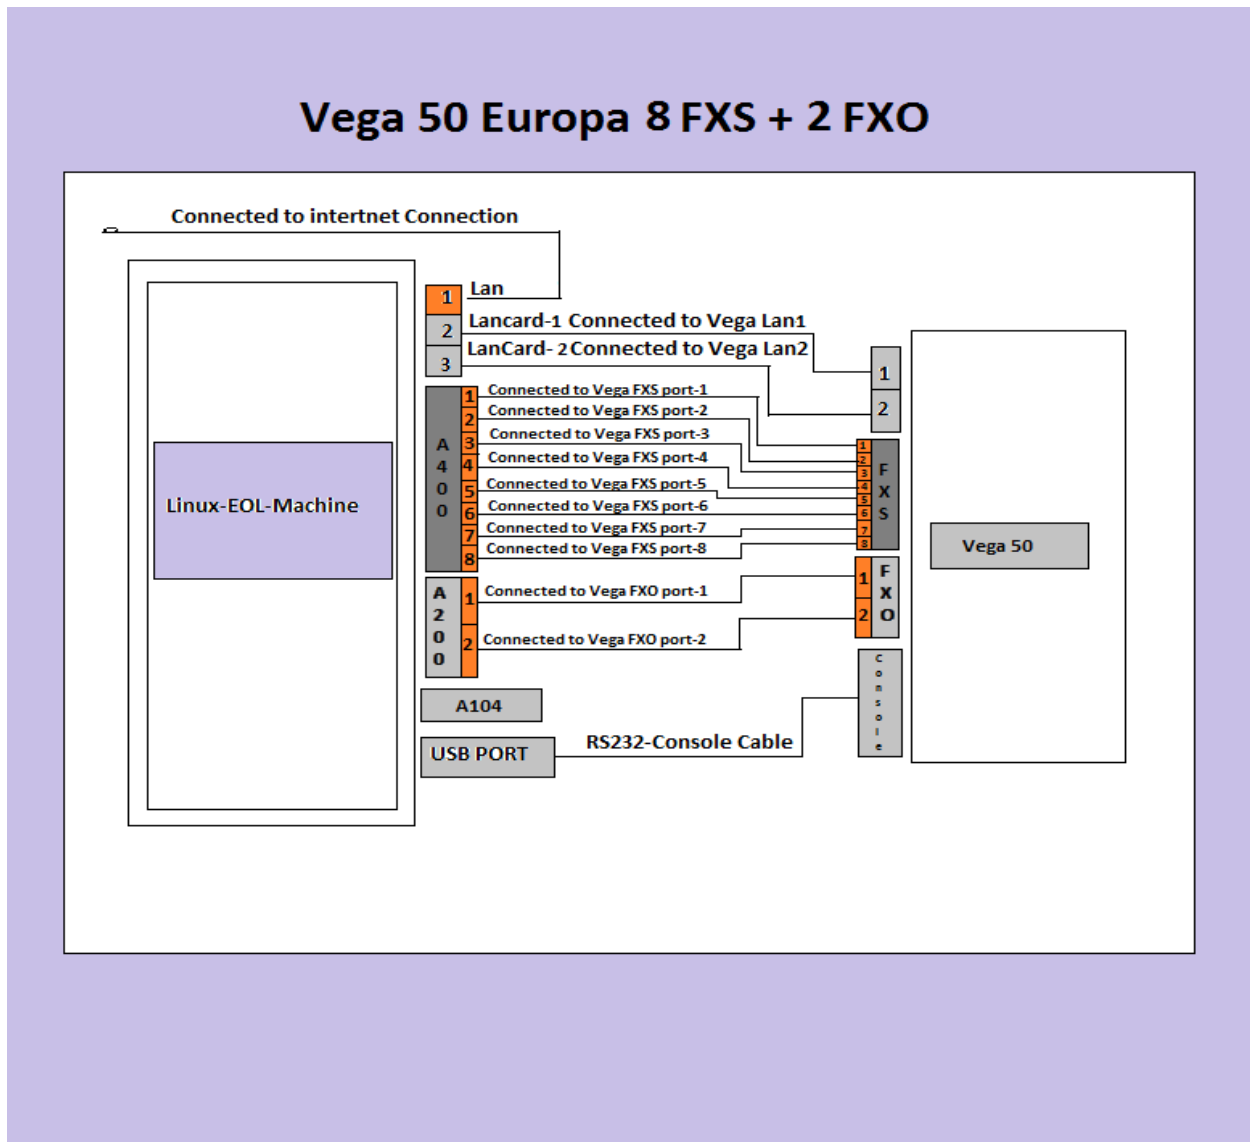 Vega 50 Europa 8 FXS + 2 FXO
Connected to intertnet Connection
1 Lan
2 Lancard-1 Connected to Vega Lan1
3 LanCard- 2 Connected to Vega Lan2
1
2
A400
1 Connected to Vega FXS port-1
2 Connected to Vega FXS port-2
3 Connected to Vega FXS port-3
4 Connected to Vega FXS port-4
5 Connected to Vega FXS port-5
6 Connected to Vega FXS port-6
7 Connected to Vega FXS port-7
8 Connected to Vega FXS port-8
1
2
3
4
5
6
7
8
FXS
Linux-EOL-Machine
Vega 50
A200
1 Connected to Vega FXO port-1
2 Connected to Vega FXO port-2
1
2
FXO
A104
USB PORT
RS232-Console Cable
Console